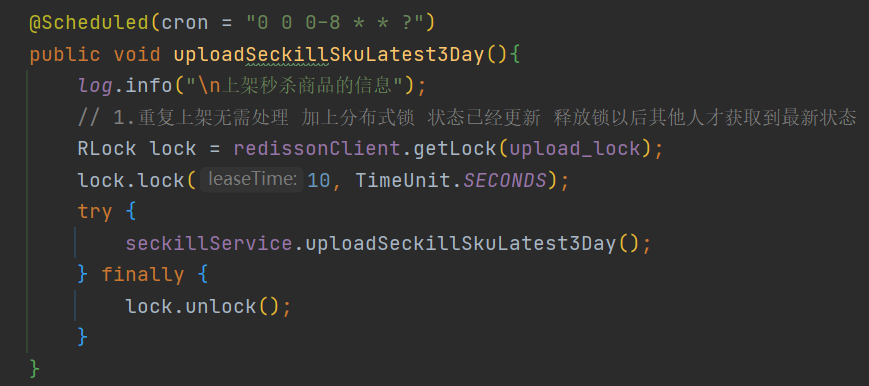 @Scheduled(cron = "0 0 0-8 * * ?")
public void uploadSeckillSkuLatest3Day(){
log.info("\n上架秒杀商品的信息");
// 1.重复上架无需处理 加上分布式锁 状态已经更新 释放锁以后其他人才获取到最新状态
RLock lock = redissonClient.getLock(upload_lock);
lock.lock( leaseTime: 10, TimeUnit.SECONDS);
try {
seckillService.uploadSeckillSkuLatest3Day();
} finally {
lock.unlock();
}
}